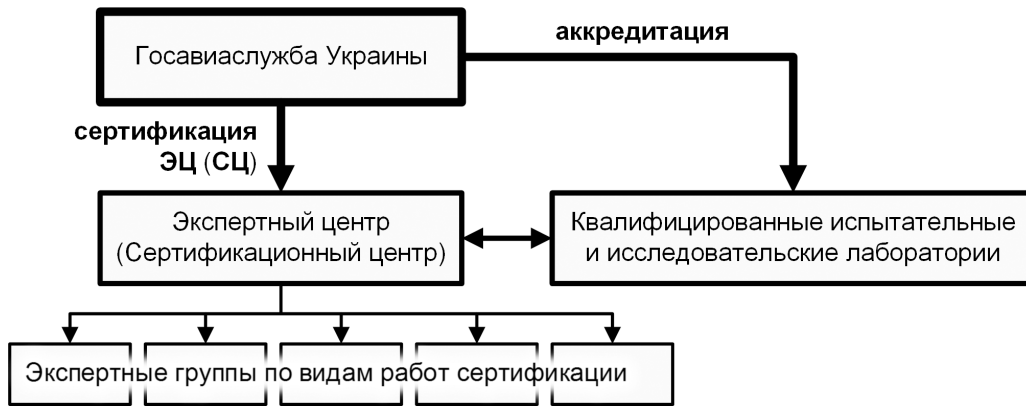 Госавиаслужба Украины
аккредитация
сертификация
ЭЦ (СЦ)
Экспертный центр
(Сертификационный центр)
Квалифицированные испытательные
и исследовательские лаборатории
Экспертные группы по видам работ сертификации